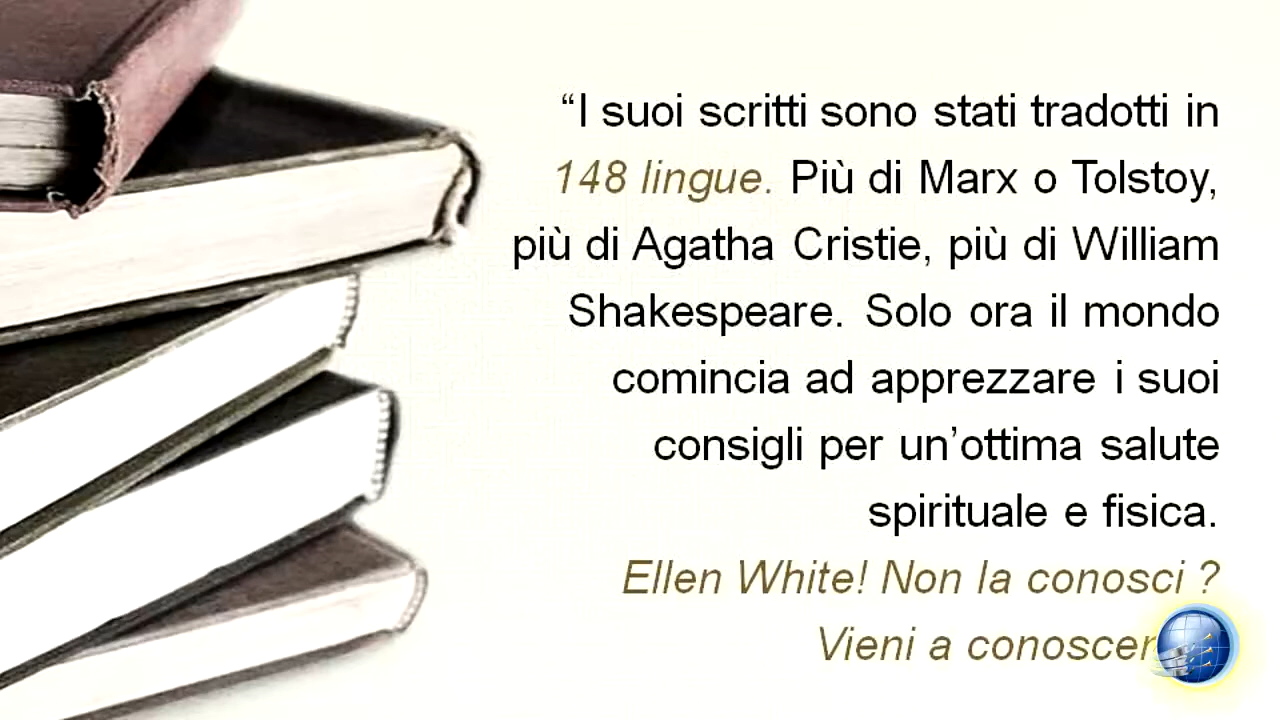 “I suoi scritti sono stati tradotti in
148 lingue. Più di Marx o Tolstoy,
più di Agatha Cristie, più di William
Shakespeare. Solo ora il mondo
comincia ad apprezzare i suoi
consigli per un’ottima salute
spirituale e fisica.
Ellen White! Non la conosci ?
Vieni a